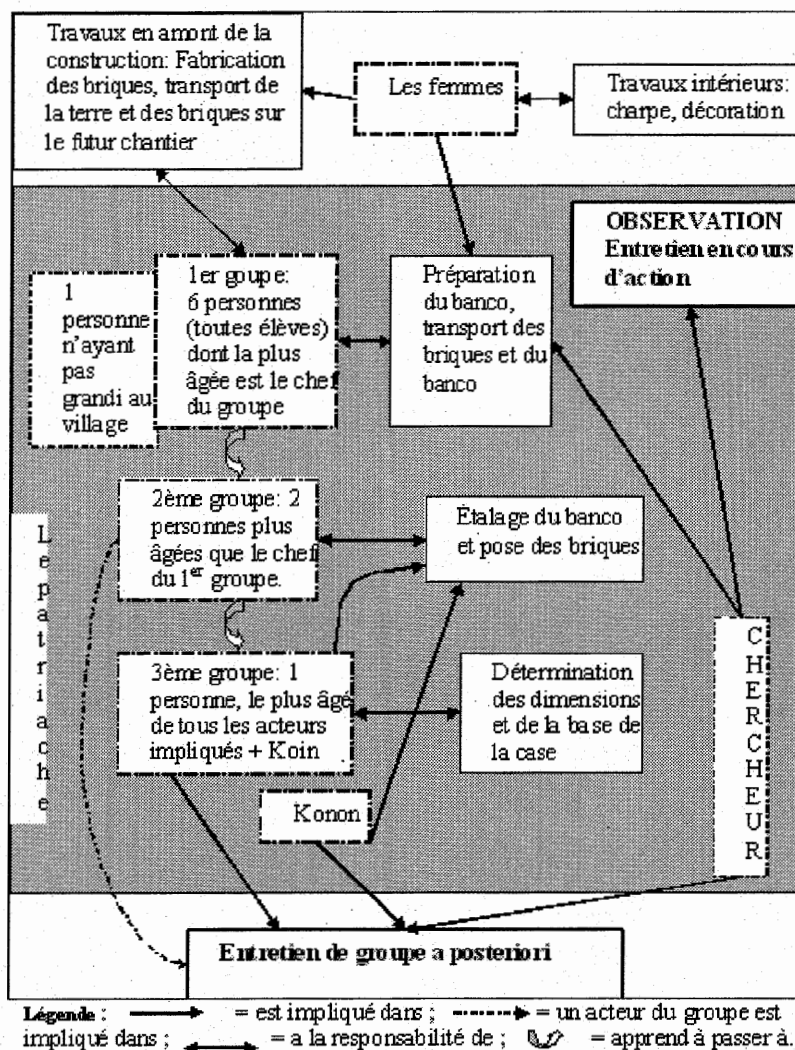 Travaux en amont de la
construction: Fabrication
des briques, transport de
la terre et des briques sur
le futur chantier
Les femmes
Travaux intérieurs:
charpe, décoration
OBSERVATION
Entretien en cours
d'action
1
personne
n'ayant
pas
grandi au
village
1er goupe:
6 personnes
(toutes élèves)
dont la plus
âgée est le chef
du groupe
Préparation
du banco,
transport des
briques et du
banco
2ème groupe: 2
personnes plus
âgées que le chef
du 1er groupe.
Étalage du banco
et pose des briques
Le patriache
3ème groupe: 1
personne, le plus âgé
de tous les acteurs
impliqués + Koin
Détermination
des dimensions
et de la base de
la case
CHERCHEUR
Konon
Entretien de groupe a posteriori
Légende : = est impliqué dans ; = un acteur du groupe est
impliqué dans ; = a la responsabilité de ; = apprend à passer à.